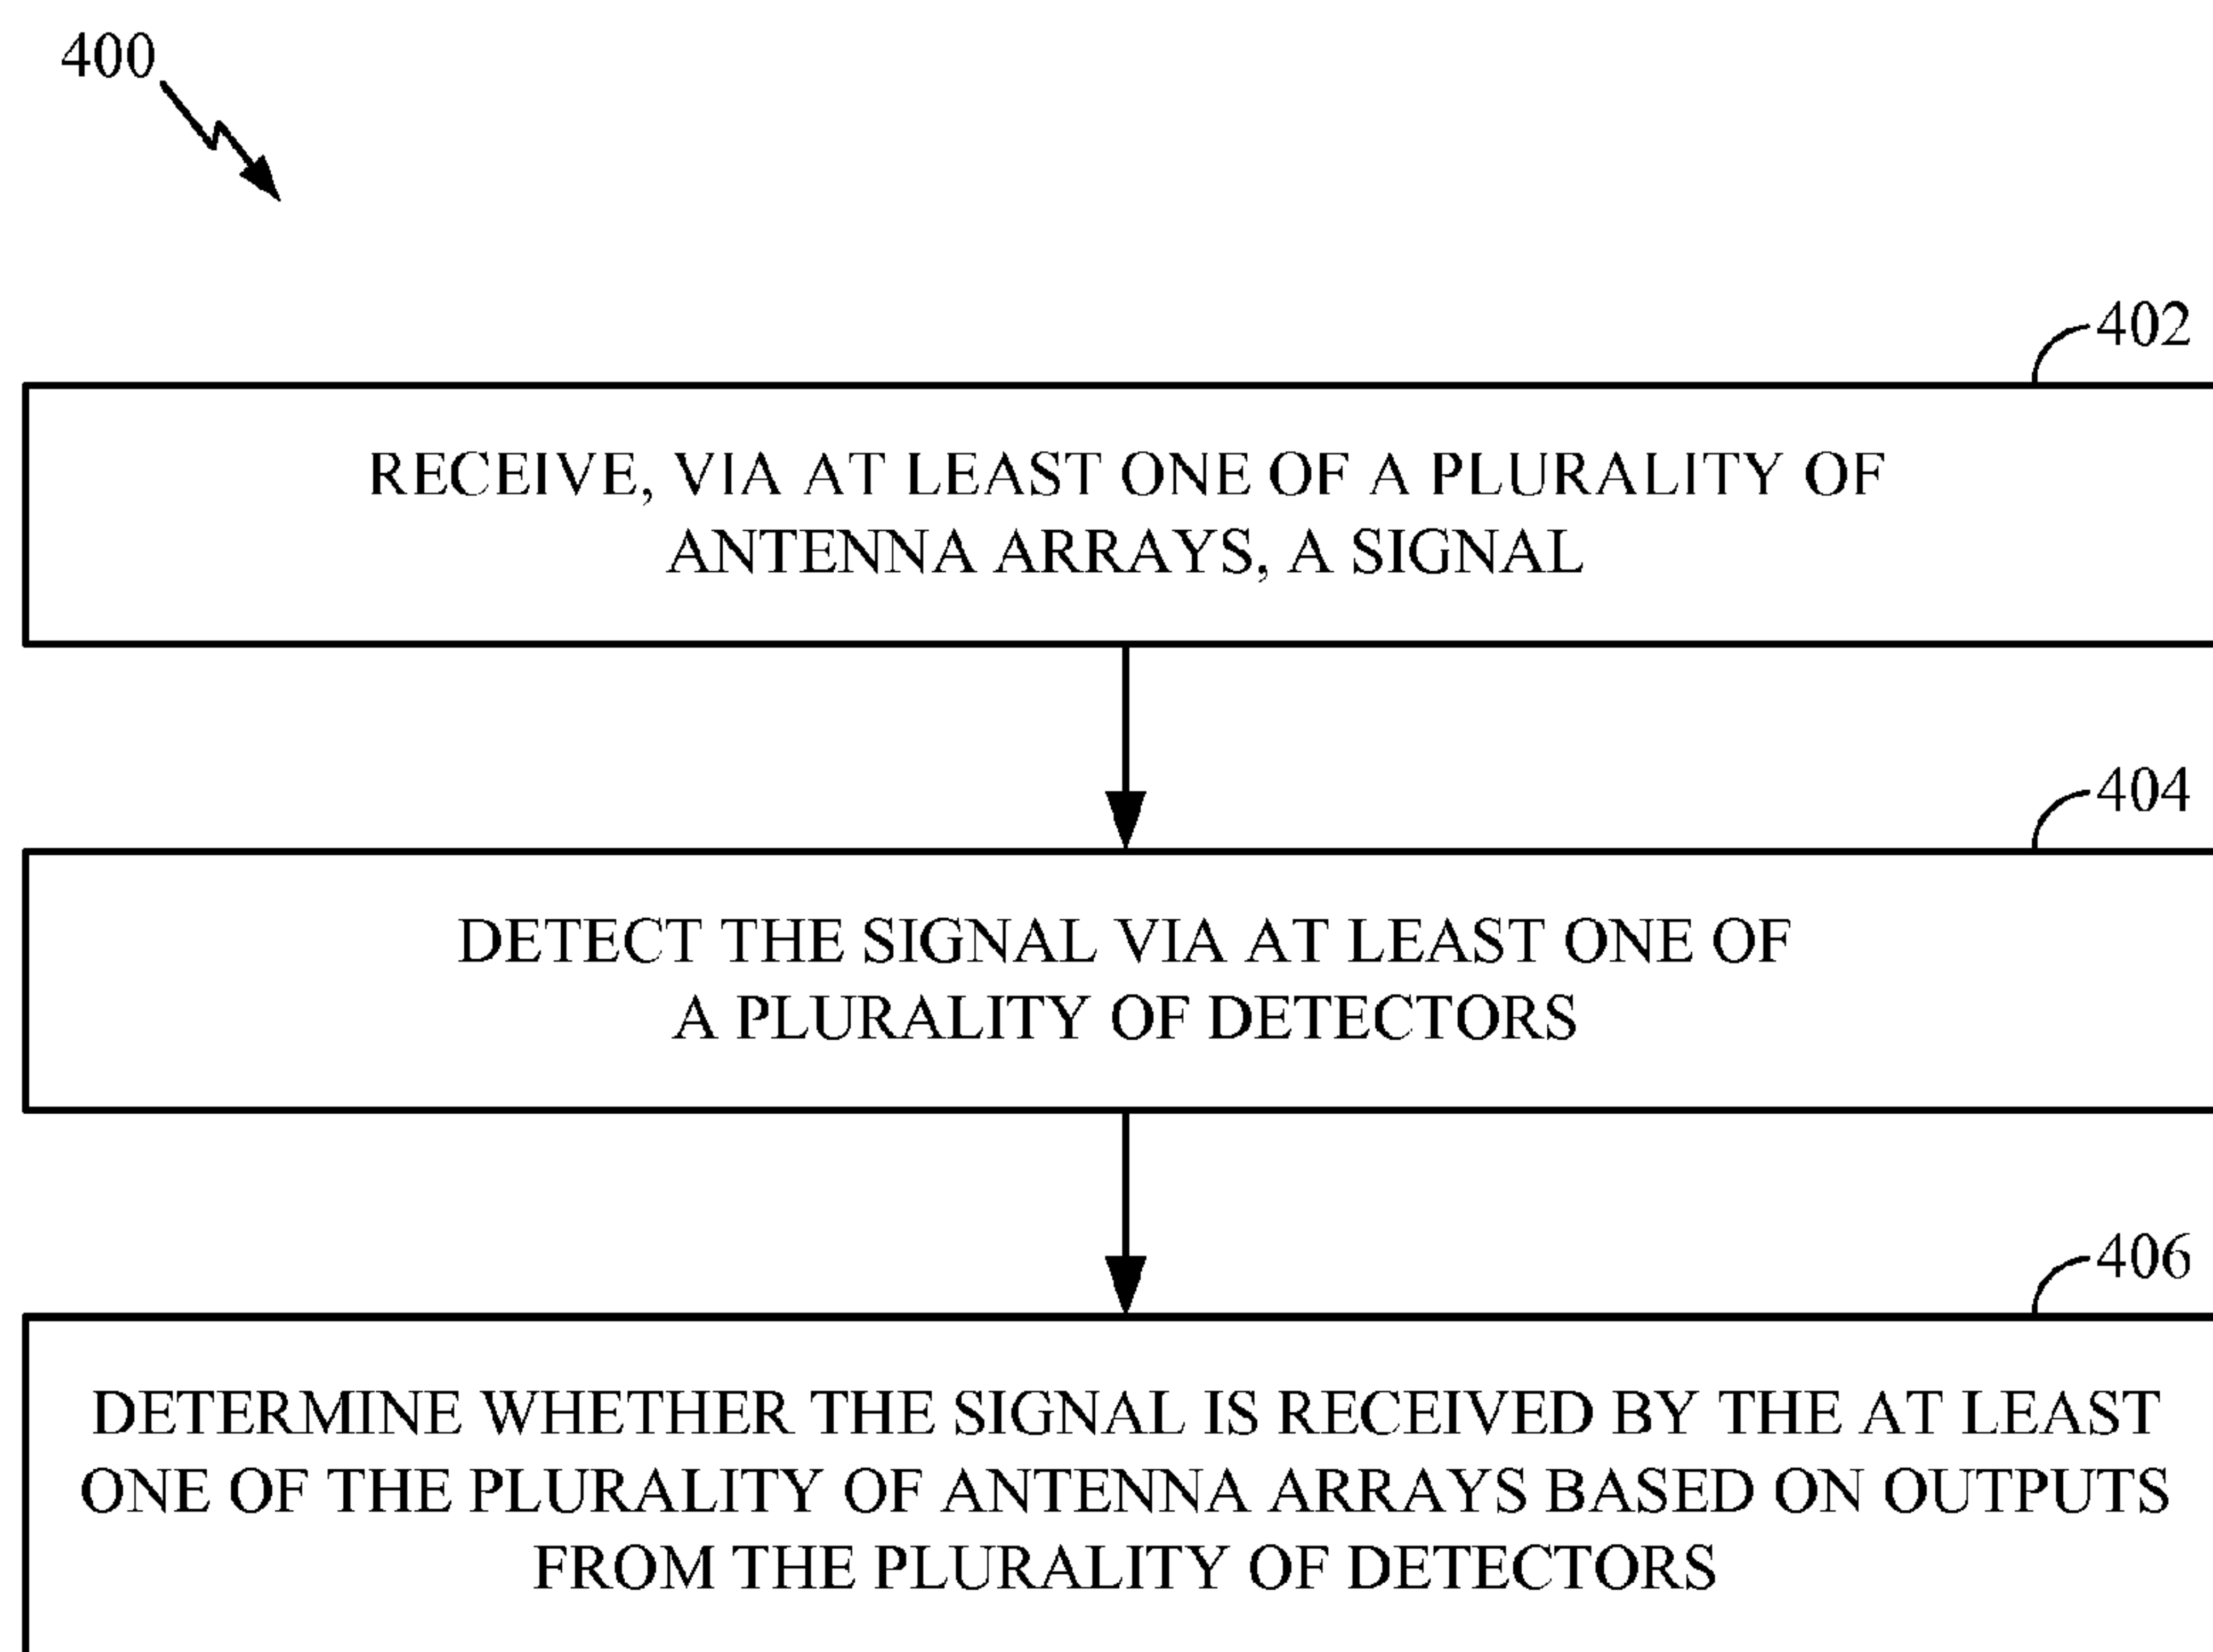 400
402
RECEIVE, VIA AT LEAST ONE OF A PLURALITY OF
ANTENNA ARRAYS, A SIGNAL
404
DETECT THE SIGNAL VIA AT LEAST ONE OF
A PLURALITY OF DETECTORS
406
DETERMINE WHETHER THE SIGNAL IS RECEIVED BY THE AT LEAST
ONE OF THE PLURALITY OF ANTENNA ARRAYS BASED ON OUTPUTS
FROM THE PLURALITY OF DETECTORS